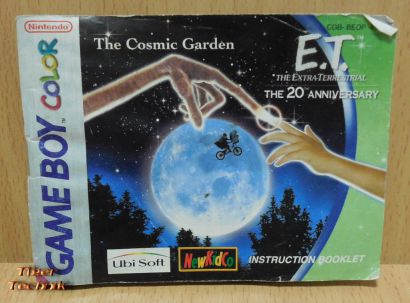 Nintendo
GAME BOY COLOR
The Cosmic Garden
E.T.
THE EXTRA-TERRESTRIAL
THE 20th ANNIVERSARY
Ubi Soft
NewKidCo
INSTRUCTION BOOKLET
Tiger
Technik